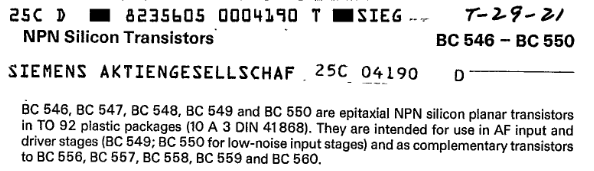 25C D ■ 8235605 0004190 T ■ SIEG
T-29-21
NPN Silicon Transistors
BC 546 – BC 550
SIEMENS AKTIENGESELLSCHAF 25C 04190 D
BC 546, BC 547, BC 548, BC 549 and BC 550 are epitaxial NPN silicon planar transistors
in TO 92 plastic packages (10 A 3 DIN 41868). They are intended for use in AF input and
driver stages (BC 549; BC 550 for low-noise input stages) and as complementary transistors
to BC 556, BC 557, BC 558, BC 559 and BC 560.